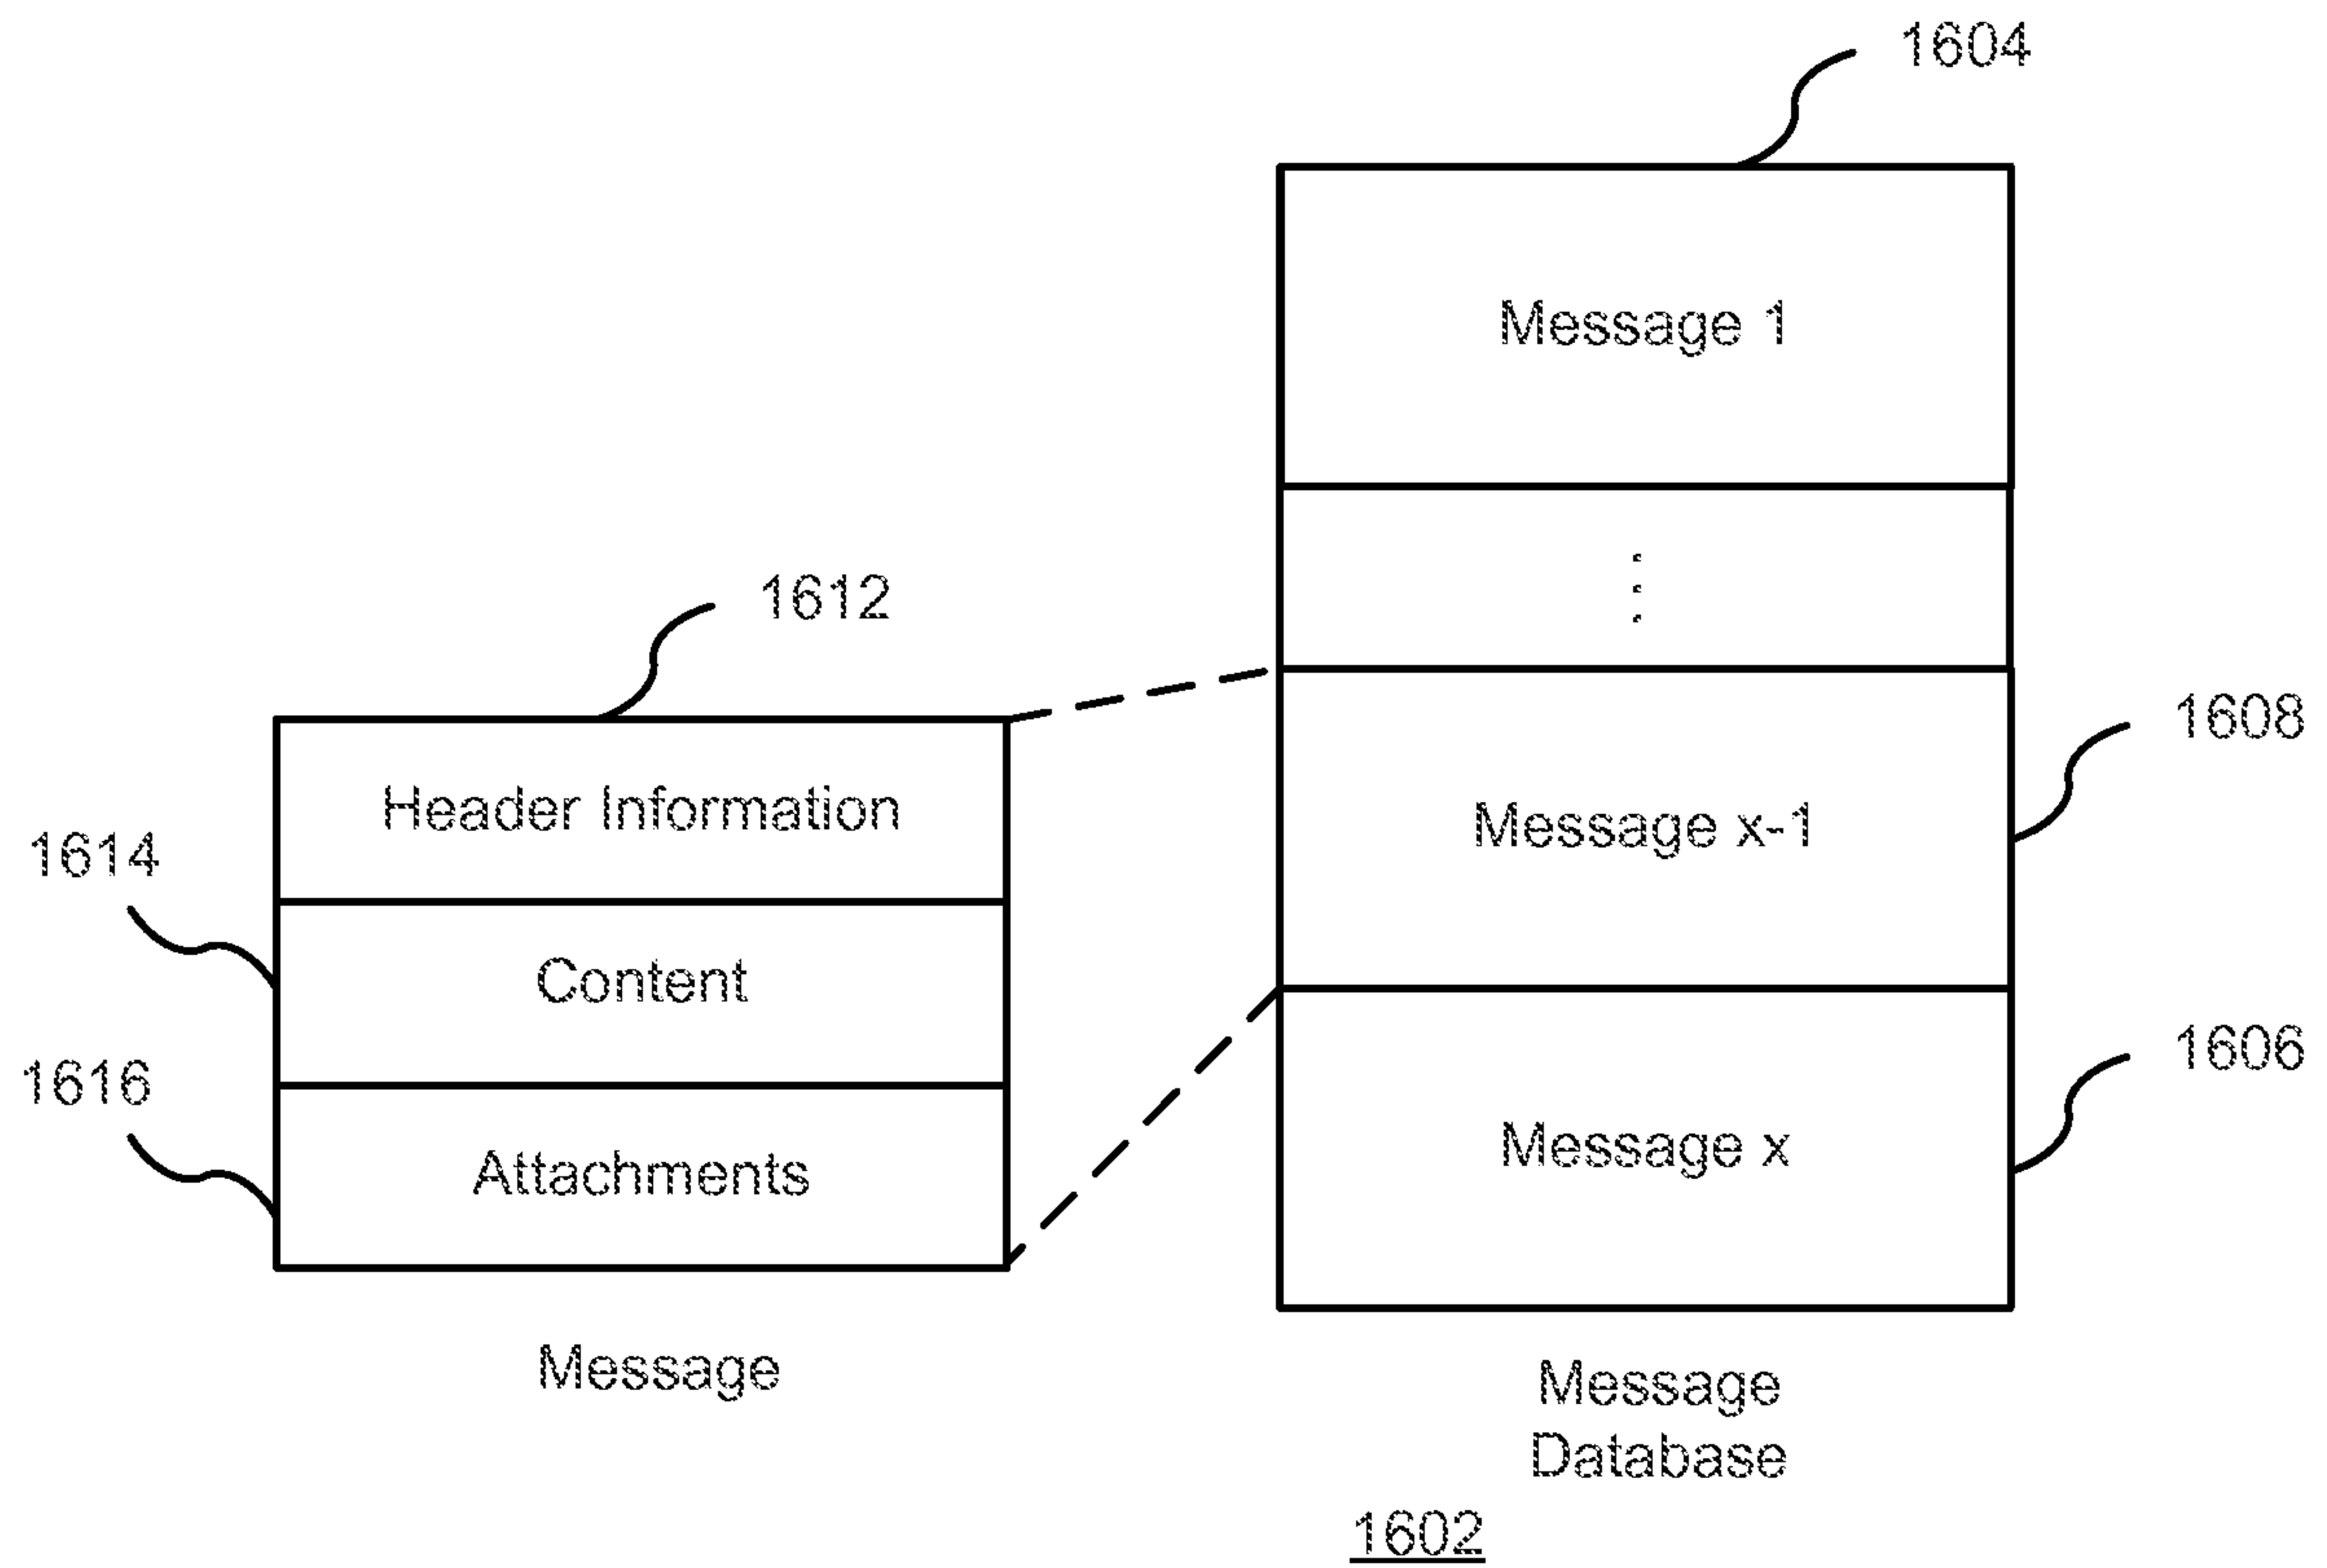 1604
Message 1
⋮
1612
1608
Header Information
Message x-1
1614
Content
1606
1616
Attachments
Message x
Message
Message
Database
1602